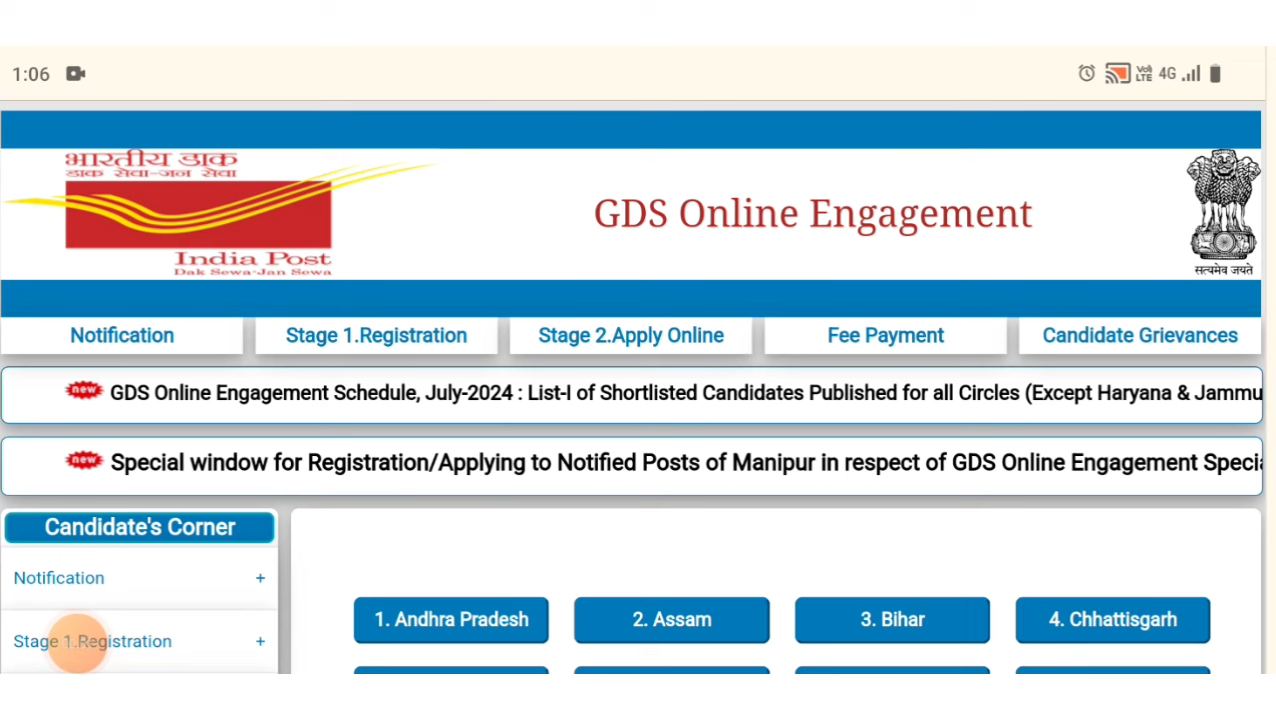 1:06
Vo) LTE 4G
भारतीय डाक
डाक सेवा-जन सेवा
India Post
Dak Sewa-Jan Sewa
GDS Online Engagement
सत्यमेव जयते
Notification
Stage 1.Registration
Stage 2.Apply Online
Fee Payment
Candidate Grievances
new GDS Online Engagement Schedule, July-2024 : List-I of Shortlisted Candidates Published for all Circles (Except Haryana & Jammu
new Special window for Registration/Applying to Notified Posts of Manipur in respect of GDS Online Engagement Speci
Candidate's Corner
Notification +
Stage 1.Registration +
1. Andhra Pradesh
2. Assam
3. Bihar
4. Chhattisgarh